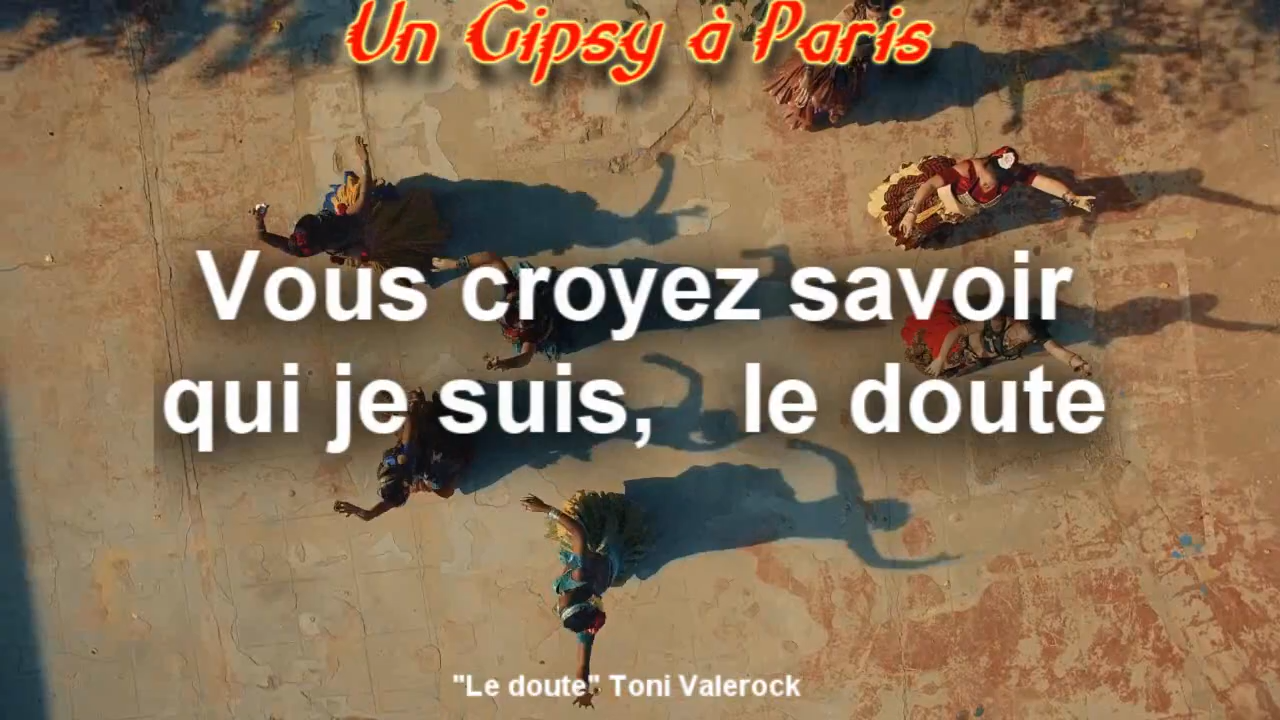 Un Gipsy à Paris
Vous croyez savoir
qui je suis, le doute
"Le doute" Toni Valerock